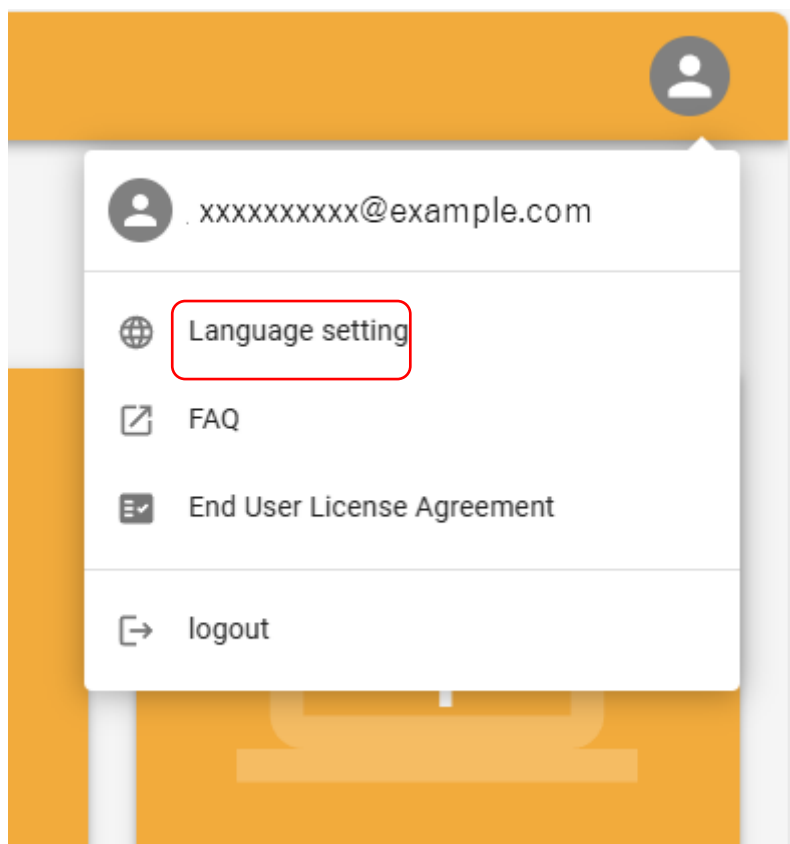 xxxxxxxxxx@example.com
Language setting
FAQ
End User License Agreement
logout